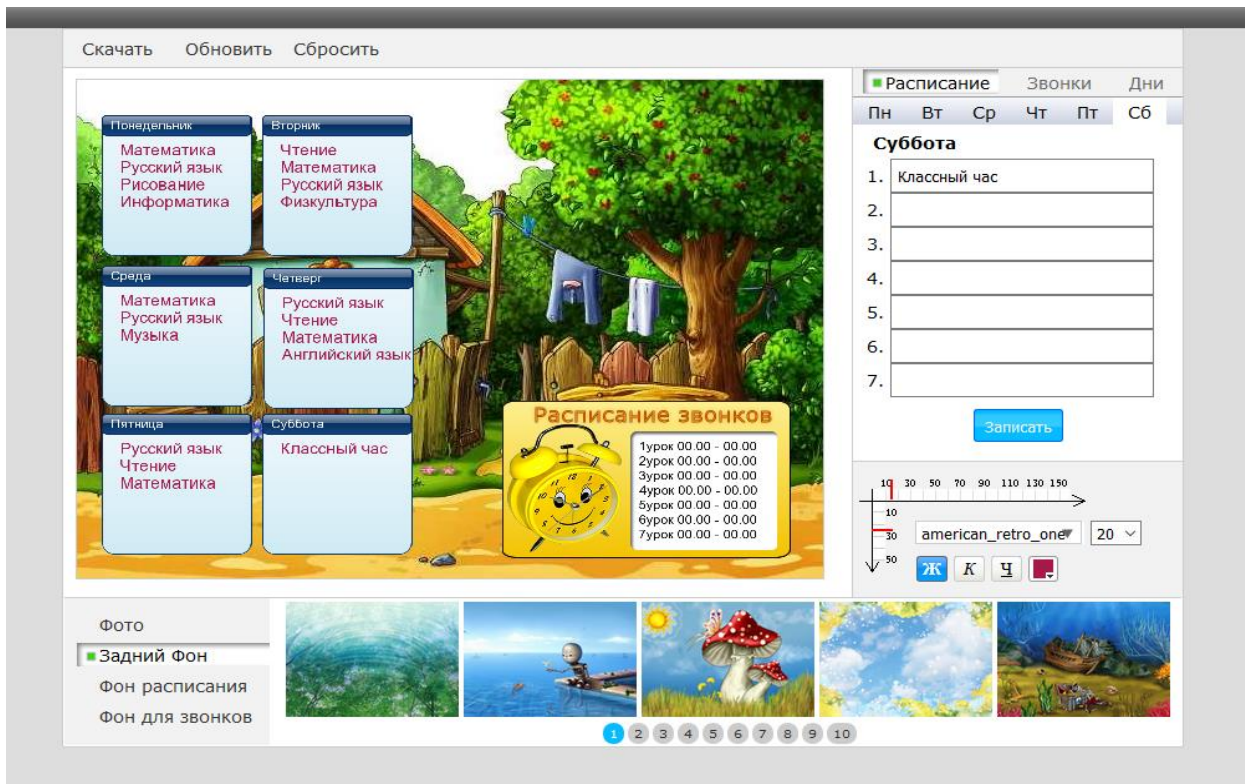 Скачать Обновить Сбросить
Расписание Звонки Дни
Пн Вт Ср Чт Пт Сб
Суббота
1. Классный час
2.
3.
4.
5.
6.
7.
Записать
Понедельник
Математика
Русский язык
Рисование
Информатика
Вторник
Чтение
Математика
Русский язык
Физкультура
Среда
Математика
Русский язык
Музыка
Четверг
Русский язык
Чтение
Математика
Английский язык
Пятница
Русский язык
Чтение
Математика
Суббота
Классный час
Расписание звонков
1урок 00.00 - 00.00
2урок 00.00 - 00.00
3урок 00.00 - 00.00
4урок 00.00 - 00.00
5урок 00.00 - 00.00
6урок 00.00 - 00.00
7урок 00.00 - 00.00
10 30 50 70 90 110 130 150
10
30
50
american_retro_one 20
Ж К Ч
Фото
Задний Фон
Фон расписания
Фон для звонков
1 2 3 4 5 6 7 8 9 10